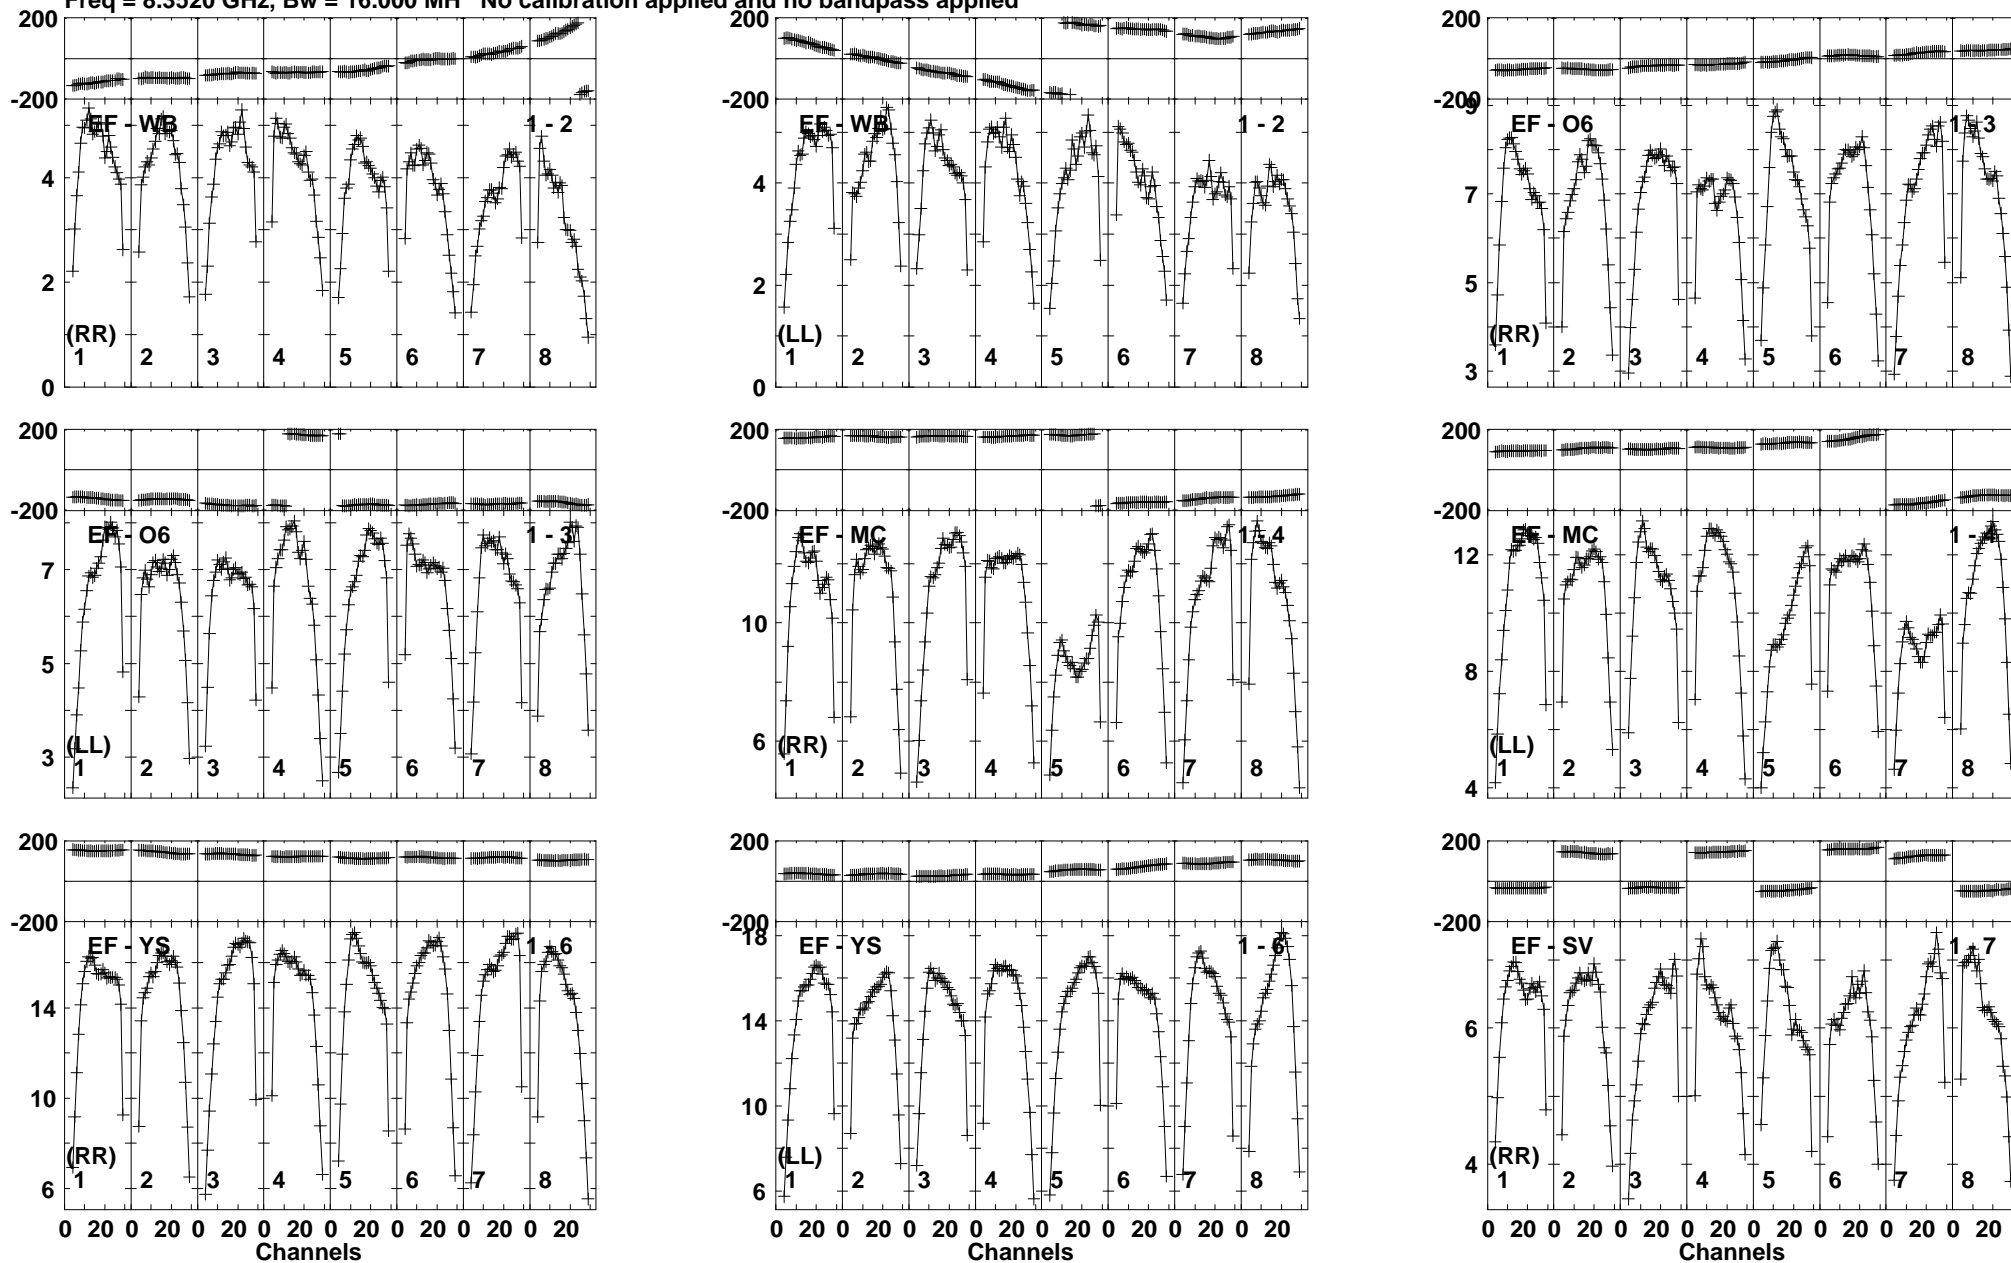 Freq = 8.3520 GHz, Bw = 16.000 MH No calibration applied and no bandpass applied
200 200 200
-200 -200 -200
9
EF - WB 1 - 2 EF - WB 1 - 2 EF - O6 1 - 3
4 4 7
2 2 5
(RR) (LL) (RR)
1 2 3 4 5 6 7 8 1 2 3 4 5 6 7 8 1 2 3 4 5 6 7 8
0 0 3
200 200 200
-200 -200 -200
EF - O6 1 - 3 EF - MC 1 - 4 EF - MC 1 - 4
7 10 12
5 8
(LL) (RR) (LL)
3 6 4
1 2 3 4 5 6 7 8 1 2 3 4 5 6 7 8 1 2 3 4 5 6 7 8
200 200 200
-200 -200 -200
18
EF - YS 1 - 6 EF - YS 1 - 6 EF - SV 1 - 7
14 14 6
10 10
(RR) (LL) (RR)
6 6 4
1 2 3 4 5 6 7 8 1 2 3 4 5 6 7 8 1 2 3 4 5 6 7 8
0 20 0 20 0 20 0 20 0 20 0 20 0 20 0 20 0 20 0 20 0 20 0 20 0 20 0 20 0 20 0 20 0 20 0 20 0 20 0 20 0 20 0 20 0 20 0 20
Channels Channels Channels